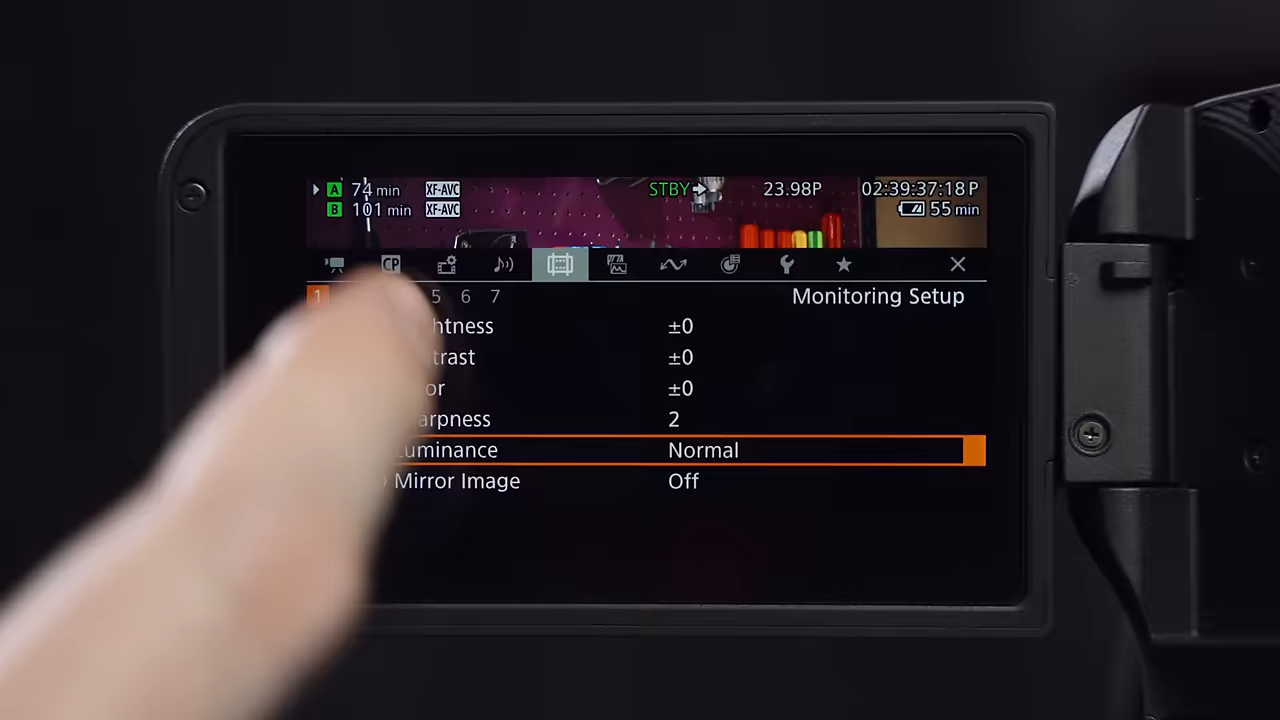 A 74 min XF-AVC STBY 23.98P 02:39:37:18 P
B 101 min XF-AVC 55 min
CP
1 5 6 7 Monitoring Setup
htness ±0
trast ±0
or ±0
arpness 2
Luminance Normal
Mirror Image Off